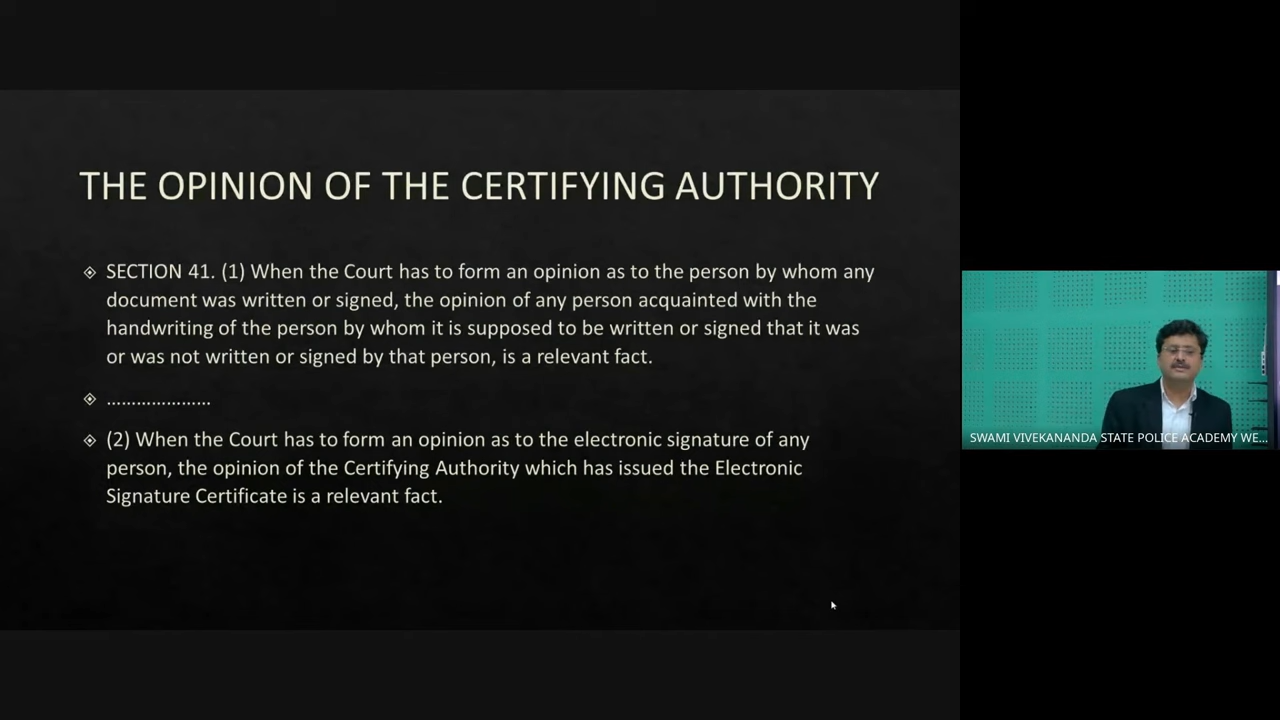 THE OPINION OF THE CERTIFYING AUTHORITY
SECTION 41. (1) When the Court has to form an opinion as to the person by whom any
document was written or signed, the opinion of any person acquainted with the
handwriting of the person by whom it is supposed to be written or signed that it was
or was not written or signed by that person, is a relevant fact.
…………………
(2) When the Court has to form an opinion as to the electronic signature of any
person, the opinion of the Certifying Authority which has issued the Electronic
Signature Certificate is a relevant fact.
SWAMI VIVEKANANDA STATE POLICE ACADEMY WE...